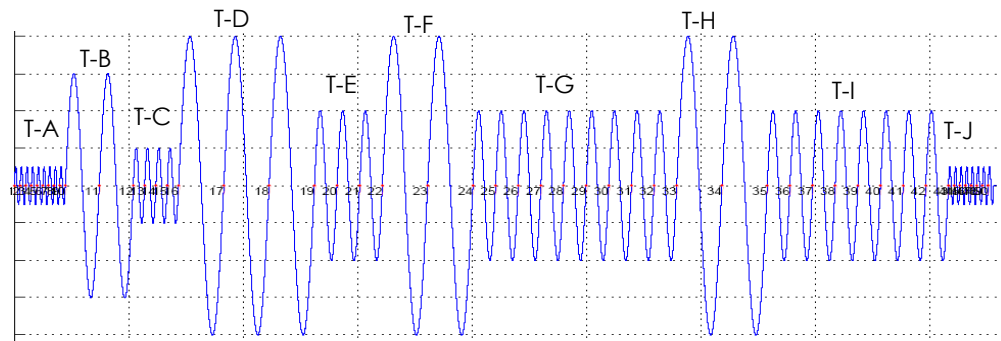 T-A
T-B
T-C
T-D
T-E
T-F
T-G
T-H
T-I
T-J
11 12 13 14 15 16 17 18 19 20 21 22 23 24 25 26 27 28 29 30 31 32 33 34 35 36 37 38 39 40 41 42